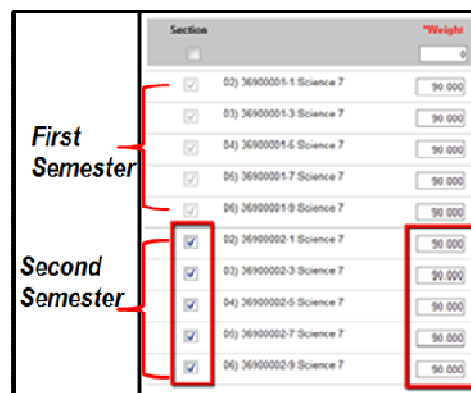 Section *Weight
0
02) 36900001-1 Science 7 90.000
03) 36900001-3 Science 7 90.000
First
Semester
04) 36900001-5 Science 7 90.000
05) 36900001-7 Science 7 90.000
06) 36900001-9 Science 7 90.000
02) 36900002-1 Science 7 90.000
Second
Semester
03) 36900002-3 Science 7 90.000
04) 36900002-5 Science 7 90.000
05) 36900002-7 Science 7 90.000
06) 36900002-9 Science 7 90.000